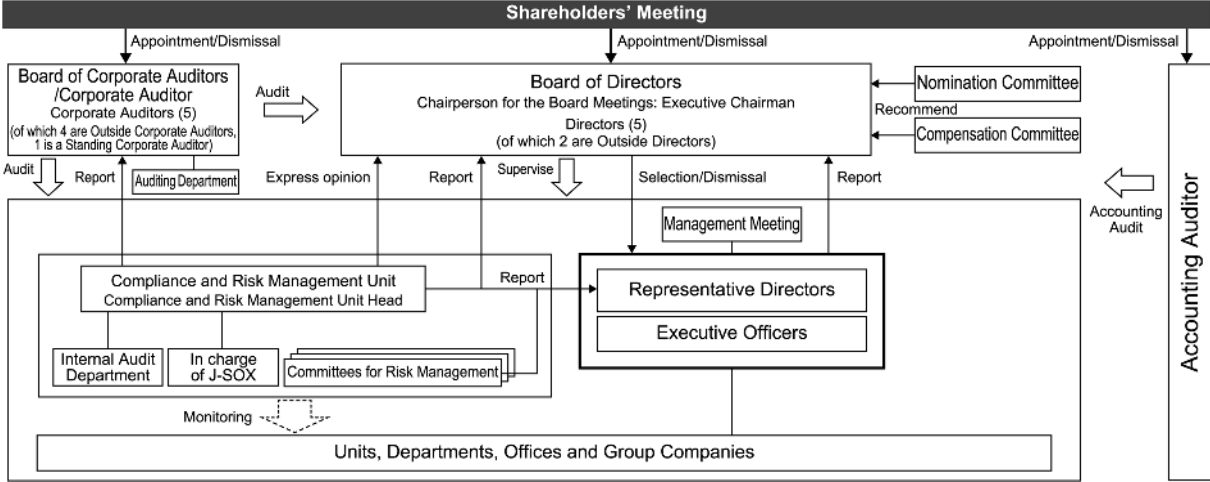 Shareholders' Meeting
Appointment/Dismissal
Appointment/Dismissal
Appointment/Dismissal
Board of Corporate Auditors
/Corporate Auditor
Corporate Auditors (5)
(of which 4 are Outside Corporate Auditors,
1 is a Standing Corporate Auditor)
Audit
Board of Directors
Chairperson for the Board Meetings: Executive Chairman
Directors (5)
(of which 2 are Outside Directors)
Nomination Committee
Recommend
Compensation Committee
Audit
Report
Auditing Department
Express opinion
Report
Supervise
Selection/Dismissal
Report
Accounting
Audit
Accounting Auditor
Management Meeting
Compliance and Risk Management Unit
Compliance and Risk Management Unit Head
Report
Representative Directors
Executive Officers
Internal Audit
Department
In charge
of J-SOX
Committees for Risk Management
Monitoring
Units, Departments, Offices and Group Companies